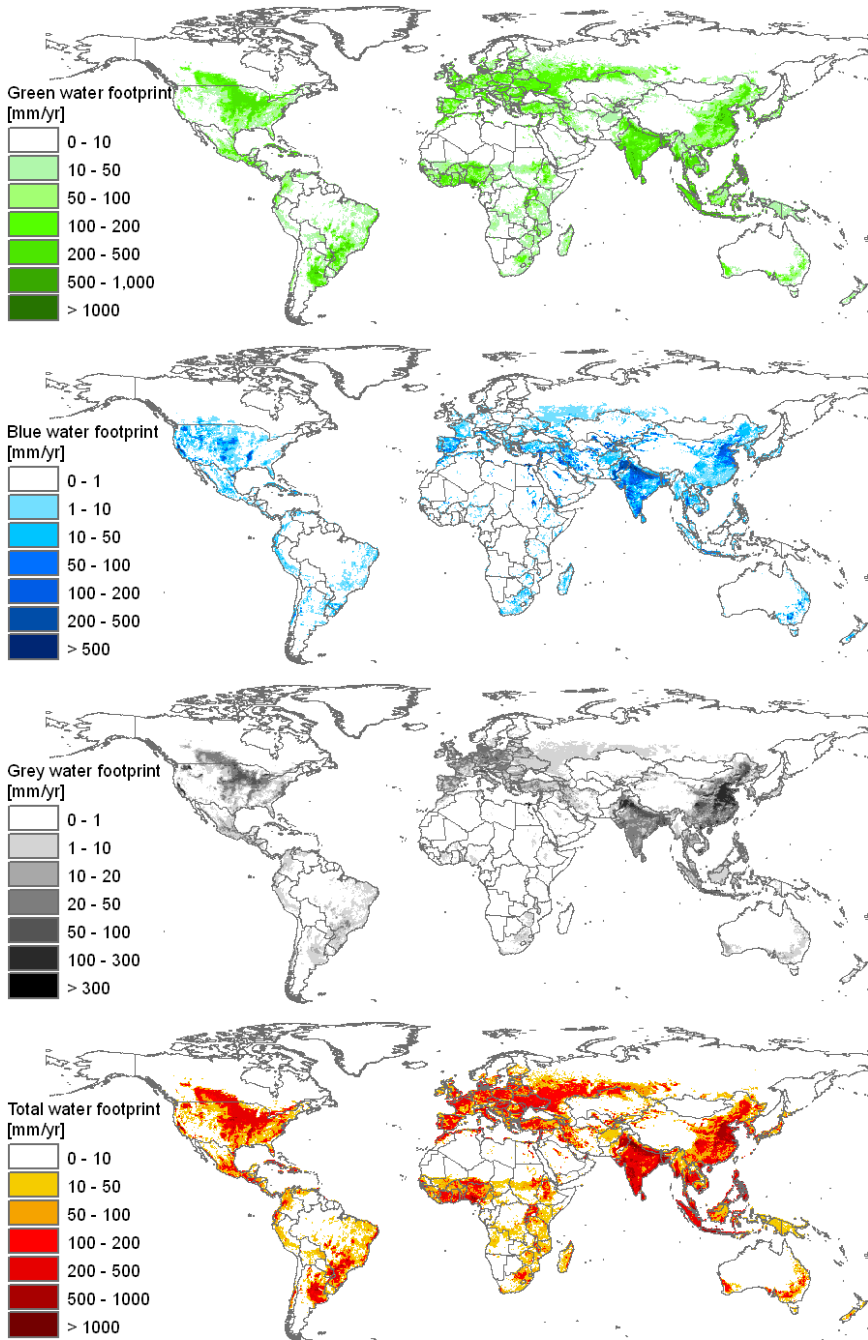 Green water footprint
[mm/yr]
0 - 10
10 - 50
50 - 100
100 - 200
200 - 500
500 - 1,000
> 1000
Blue water footprint
[mm/yr]
0 - 1
1 - 10
10 - 50
50 - 100
100 - 200
200 - 500
> 500
Grey water footprint
[mm/yr]
0 - 1
1 - 10
10 - 20
20 - 50
50 - 100
100 - 300
> 300
Total water footprint
[mm/yr]
0 - 10
10 - 50
50 - 100
100 - 200
200 - 500
500 - 1000
> 1000